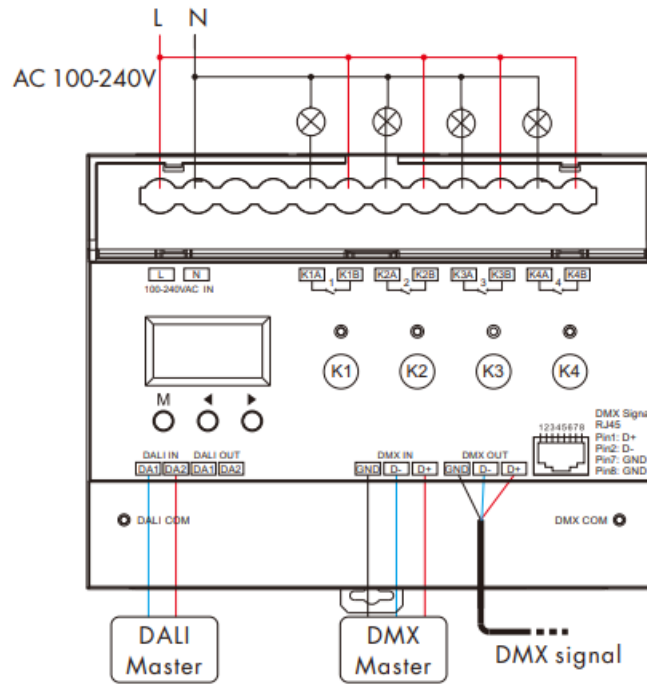 L N
AC 100-240V
L N K1A K1B K2A K2B K3A K3B K4A K4B
100-240VAC IN 1 2 3 4
K1 K2 K3 K4
M
12345678
DMX Signal
RJ45
Pin1: D+
Pin2: D-
Pin7: GND
Pin8: GND
DALI IN DALI OUT
DA1 DA2 DA1 DA2
DMX IN DMX OUT
GND D- D+ GND D- D+
DALI COM DMX COM
DALI
Master
DMX
Master
DMX signal